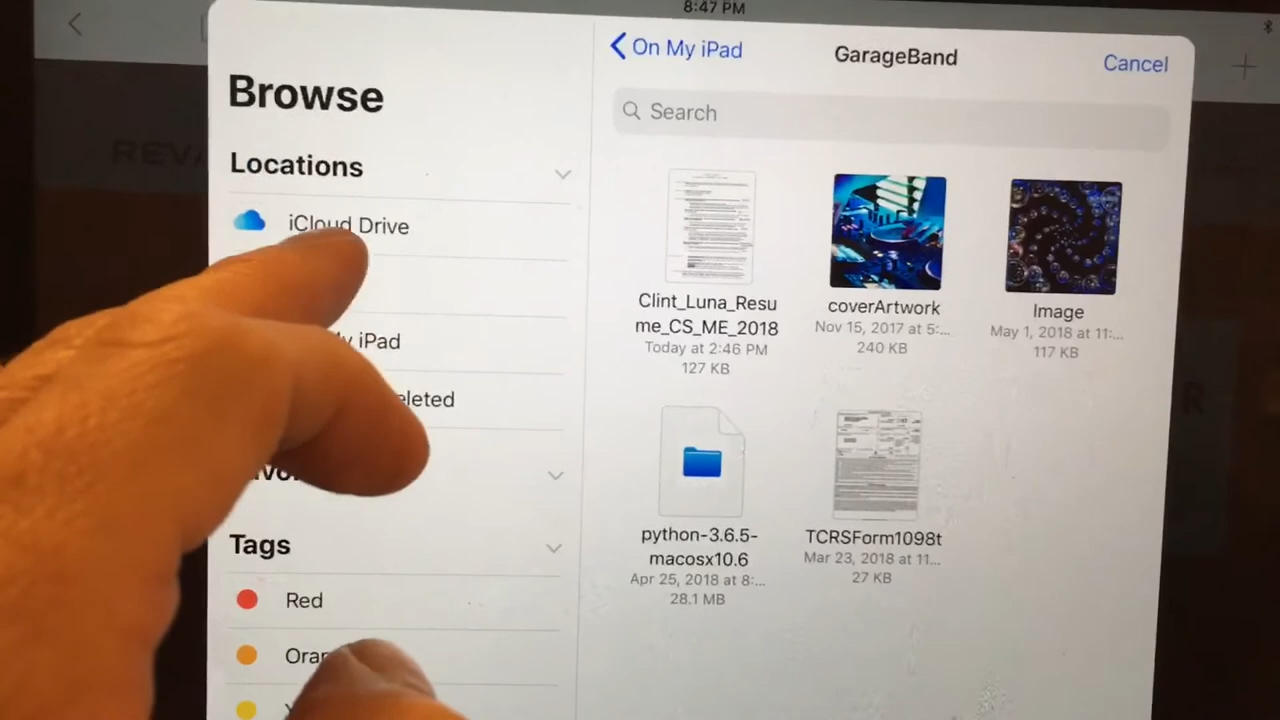 8:47 PM
Browse
Locations
iCloud Drive
iPad
eleted
Tags
Red
Oran
On My iPad
GarageBand
Cancel
Search
Clint_Luna_Resu
me_CS_ME_2018
Today at 2:46 PM
127 KB
coverArtwork
Nov 15, 2017 at 5:...
240 KB
Image
May 1, 2018 at 11:...
117 KB
python-3.6.5-
macosx10.6
Apr 25, 2018 at 8:...
28.1 MB
TCRSForm1098t
Mar 23, 2018 at 11...
27 KB